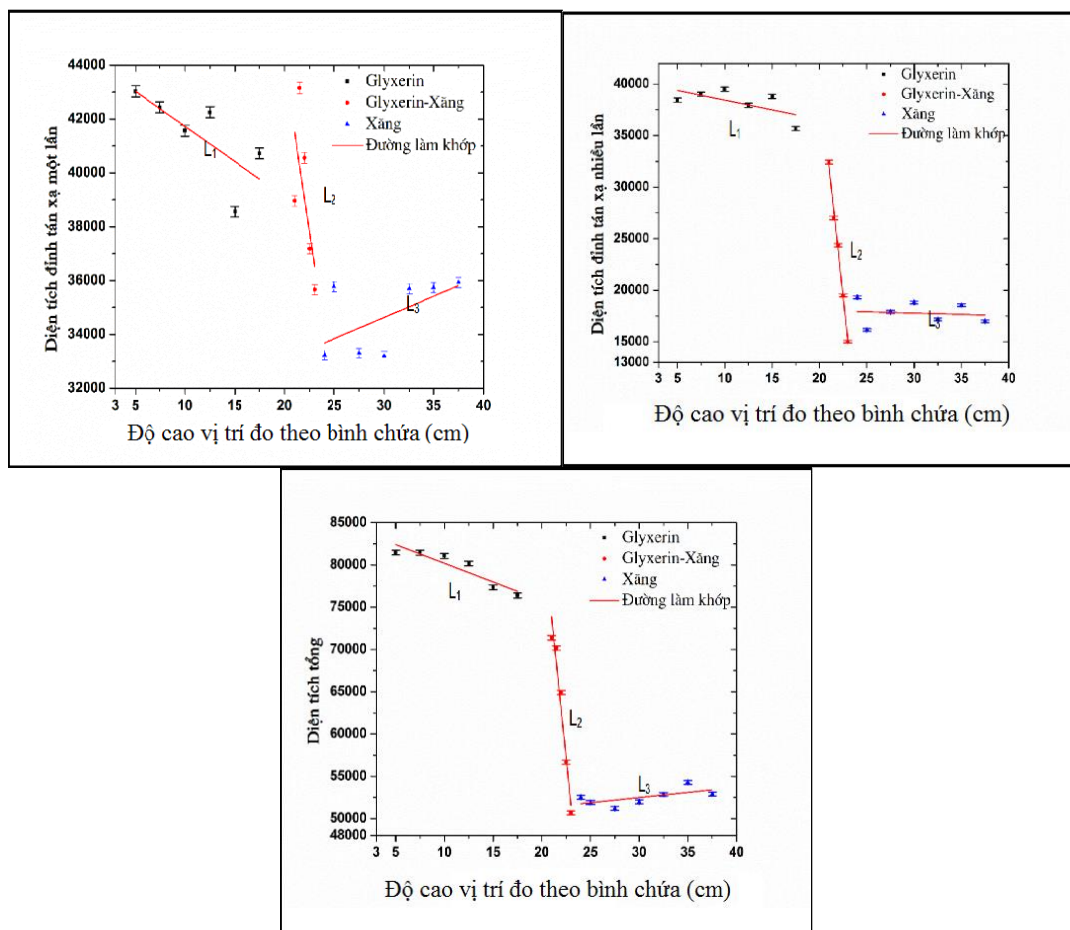 Diện tích đỉnh tán xạ một lần
44000
42000
40000
38000
36000
34000
32000
3 5 10 15 20 25 30 35 40
Độ cao vị trí đo theo bình chứa (cm)
Glyxerin
Glyxerin-Xăng
Xăng
Đường làm khớp
L1
L2
L3
Diện tích đỉnh tán xạ nhiều lần
40000
35000
30000
25000
20000
15000
13000
3 5 10 15 20 25 30 35 40
Độ cao vị trí đo theo bình chứa (cm)
Glyxerin
Glyxerin-Xăng
Xăng
Đường làm khớp
L1
L2
L3
Diện tích tổng
85000
80000
75000
70000
65000
60000
55000
50000
48000
3 5 10 15 20 25 30 35 40
Độ cao vị trí đo theo bình chứa (cm)
Glyxerin
Glyxerin-Xăng
Xăng
Đường làm khớp
L1
L2
L3